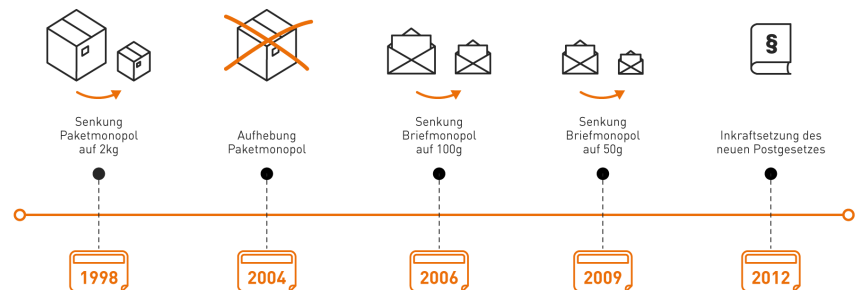 Senkung
Paketmonopol
auf 2kg
Aufhebung
Paketmonopol
Senkung
Briefmonopol
auf 100g
Senkung
Briefmonopol
auf 50g
§
Inkraftsetzung des
neuen Postgesetzes
1998
2004
2006
2009
2012